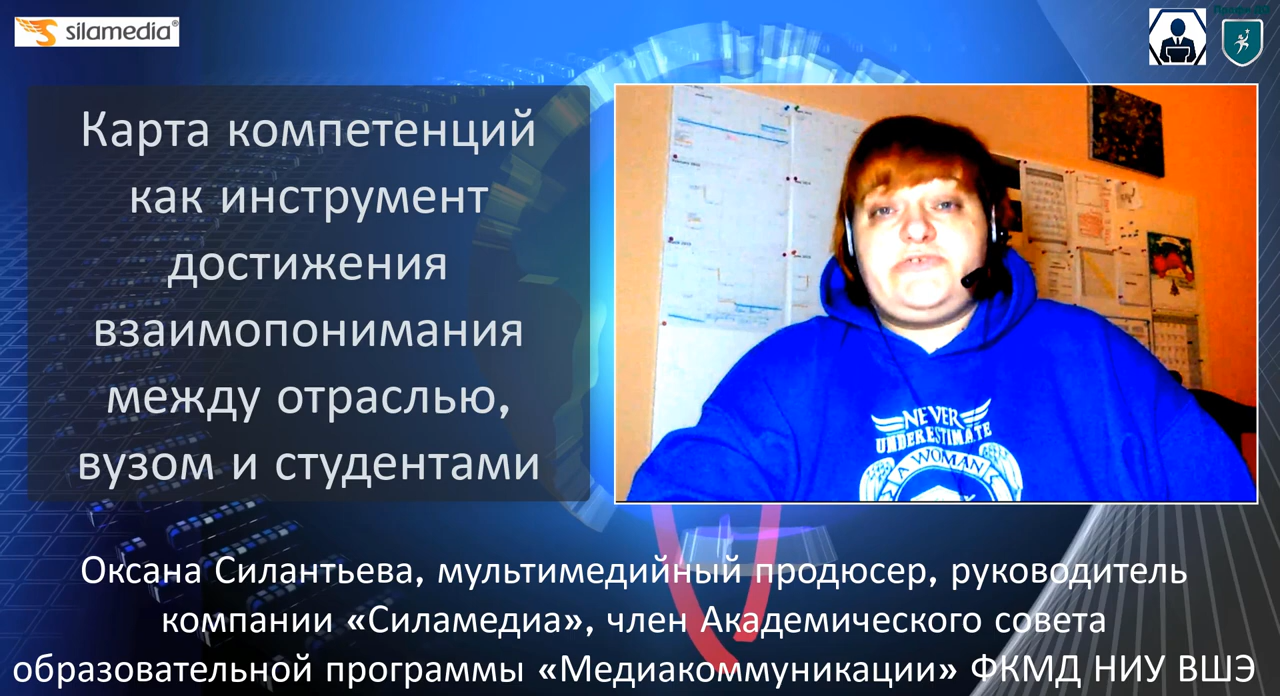 silamedia®
Карта компетенций
как инструмент
достижения
взаимопонимания
между отраслью,
вузом и студентами
NEVER
UNDERESTIMATE
A WOMAN
Оксана Силантьева, мультимедийный продюсер, руководитель
компании «Силамедиа», член Академического совета
образовательной программы «Медиакоммуникации» ФКМД НИУ ВШЭ